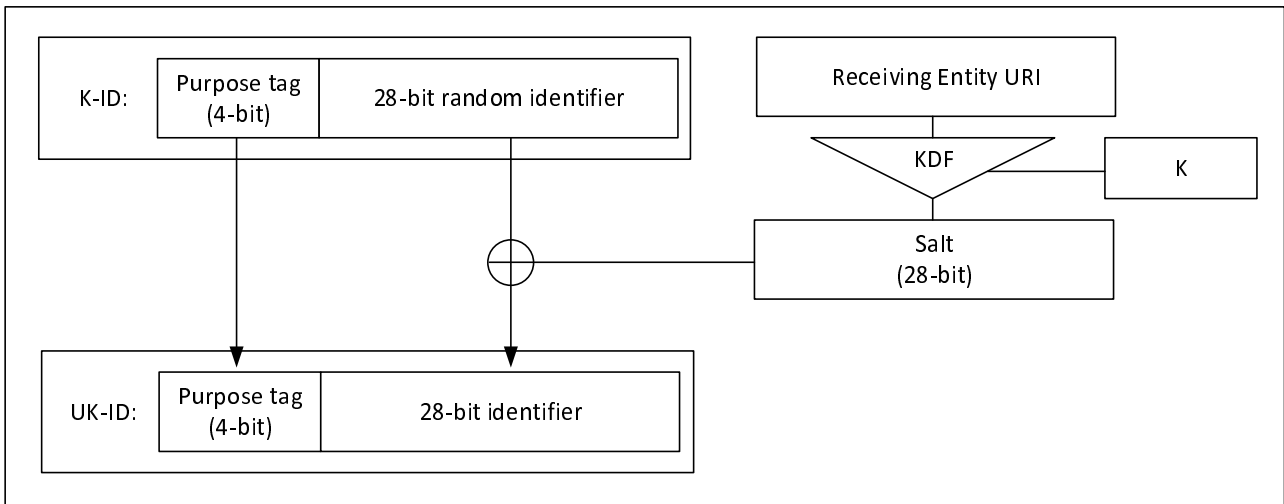 K-ID:
Purpose tag
(4-bit)
28-bit random identifier
Receiving Entity URI
KDF
K
Salt
(28-bit)
UK-ID:
Purpose tag
(4-bit)
28-bit identifier